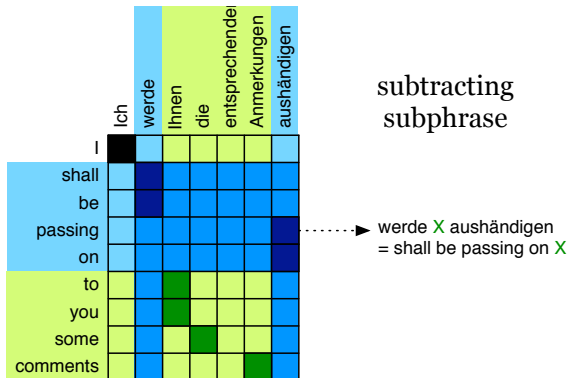 Ich
werde
Ihnen
die
entsprechenden
Anmerkungen
aushändigen
subtracting
subphrase
I
shall
be
passing
on
to
you
some
comments
werde X aushändigen
= shall be passing on X